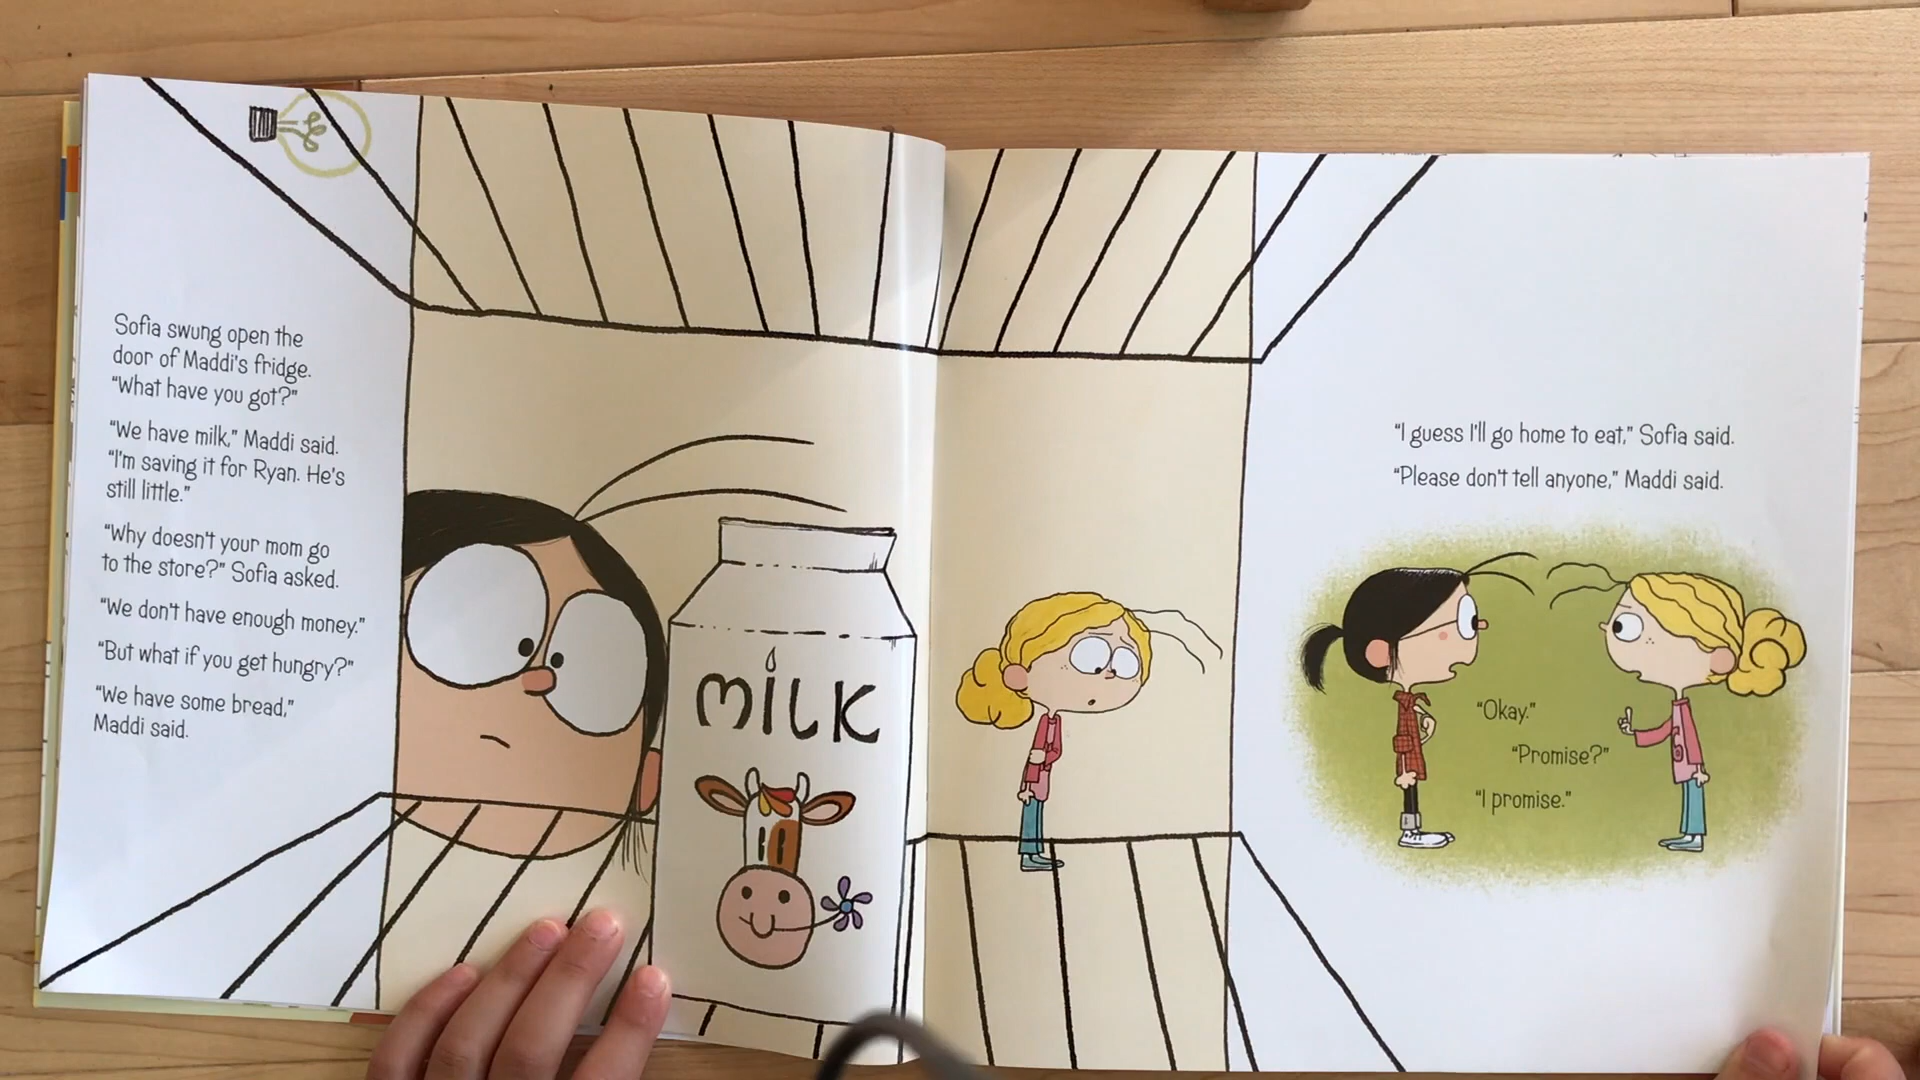 Sofia swung open the
door of Maddi's fridge.
"What have you got?"
"We have milk," Maddi said.
"I'm saving it for Ryan. He's
still little."
"Why doesn't your mom go
to the store?" Sofia asked.
"We don't have enough money."
"But what if you get hungry?"
"We have some bread,"
Maddi said.
MiLK
"I guess I'll go home to eat," Sofia said.
"Please don't tell anyone," Maddi said.
"Okay."
"Promise?"
"I promise."